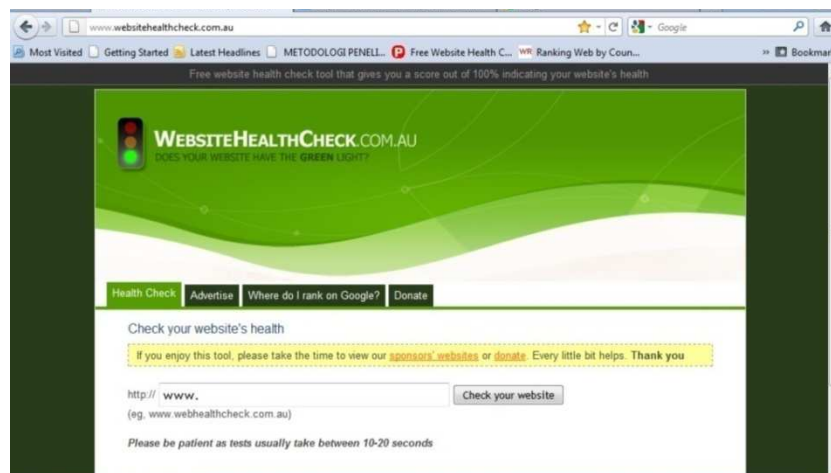 www.websitehealthcheck.com.au Google
Most Visited Getting Started Latest Headlines METODOLOGI PENELI... Free Website Health C... WR Ranking Web by Coun... » Bookmar
Free website health check tool that gives you a score out of 100% indicating your website's health
WEBSITEHEALTHCHECK.COM.AU
DOES YOUR WEBSITE HAVE THE GREEN LIGHT?
Health Check Advertise Where do I rank on Google? Donate
Check your website's health
If you enjoy this tool, please take the time to view our sponsors' websites or donate. Every little bit helps. Thank you
http:// www. Check your website
(eg, www.webhealthcheck.com.au)
Please be patient as tests usually take between 10-20 seconds